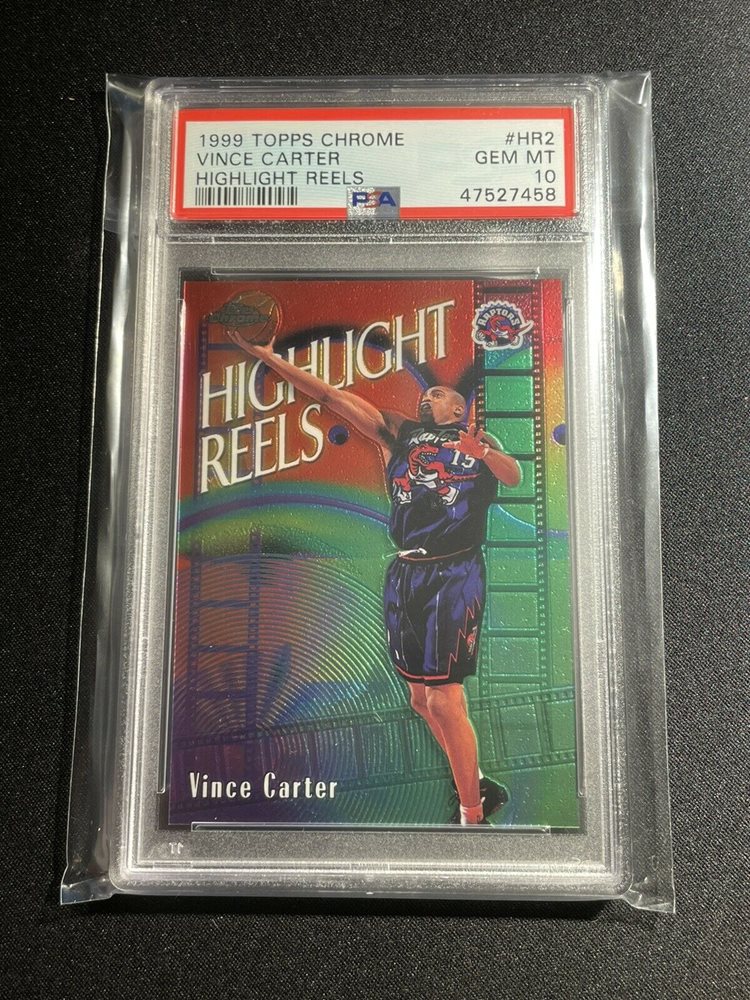 1999 TOPPS CHROME #HR2
VINCE CARTER GEM MT
HIGHLIGHT REELS 10
PSA 47527458
RAPTORS
HIGHLIGHT
REELS
RAPTORS
15
Vince Carter